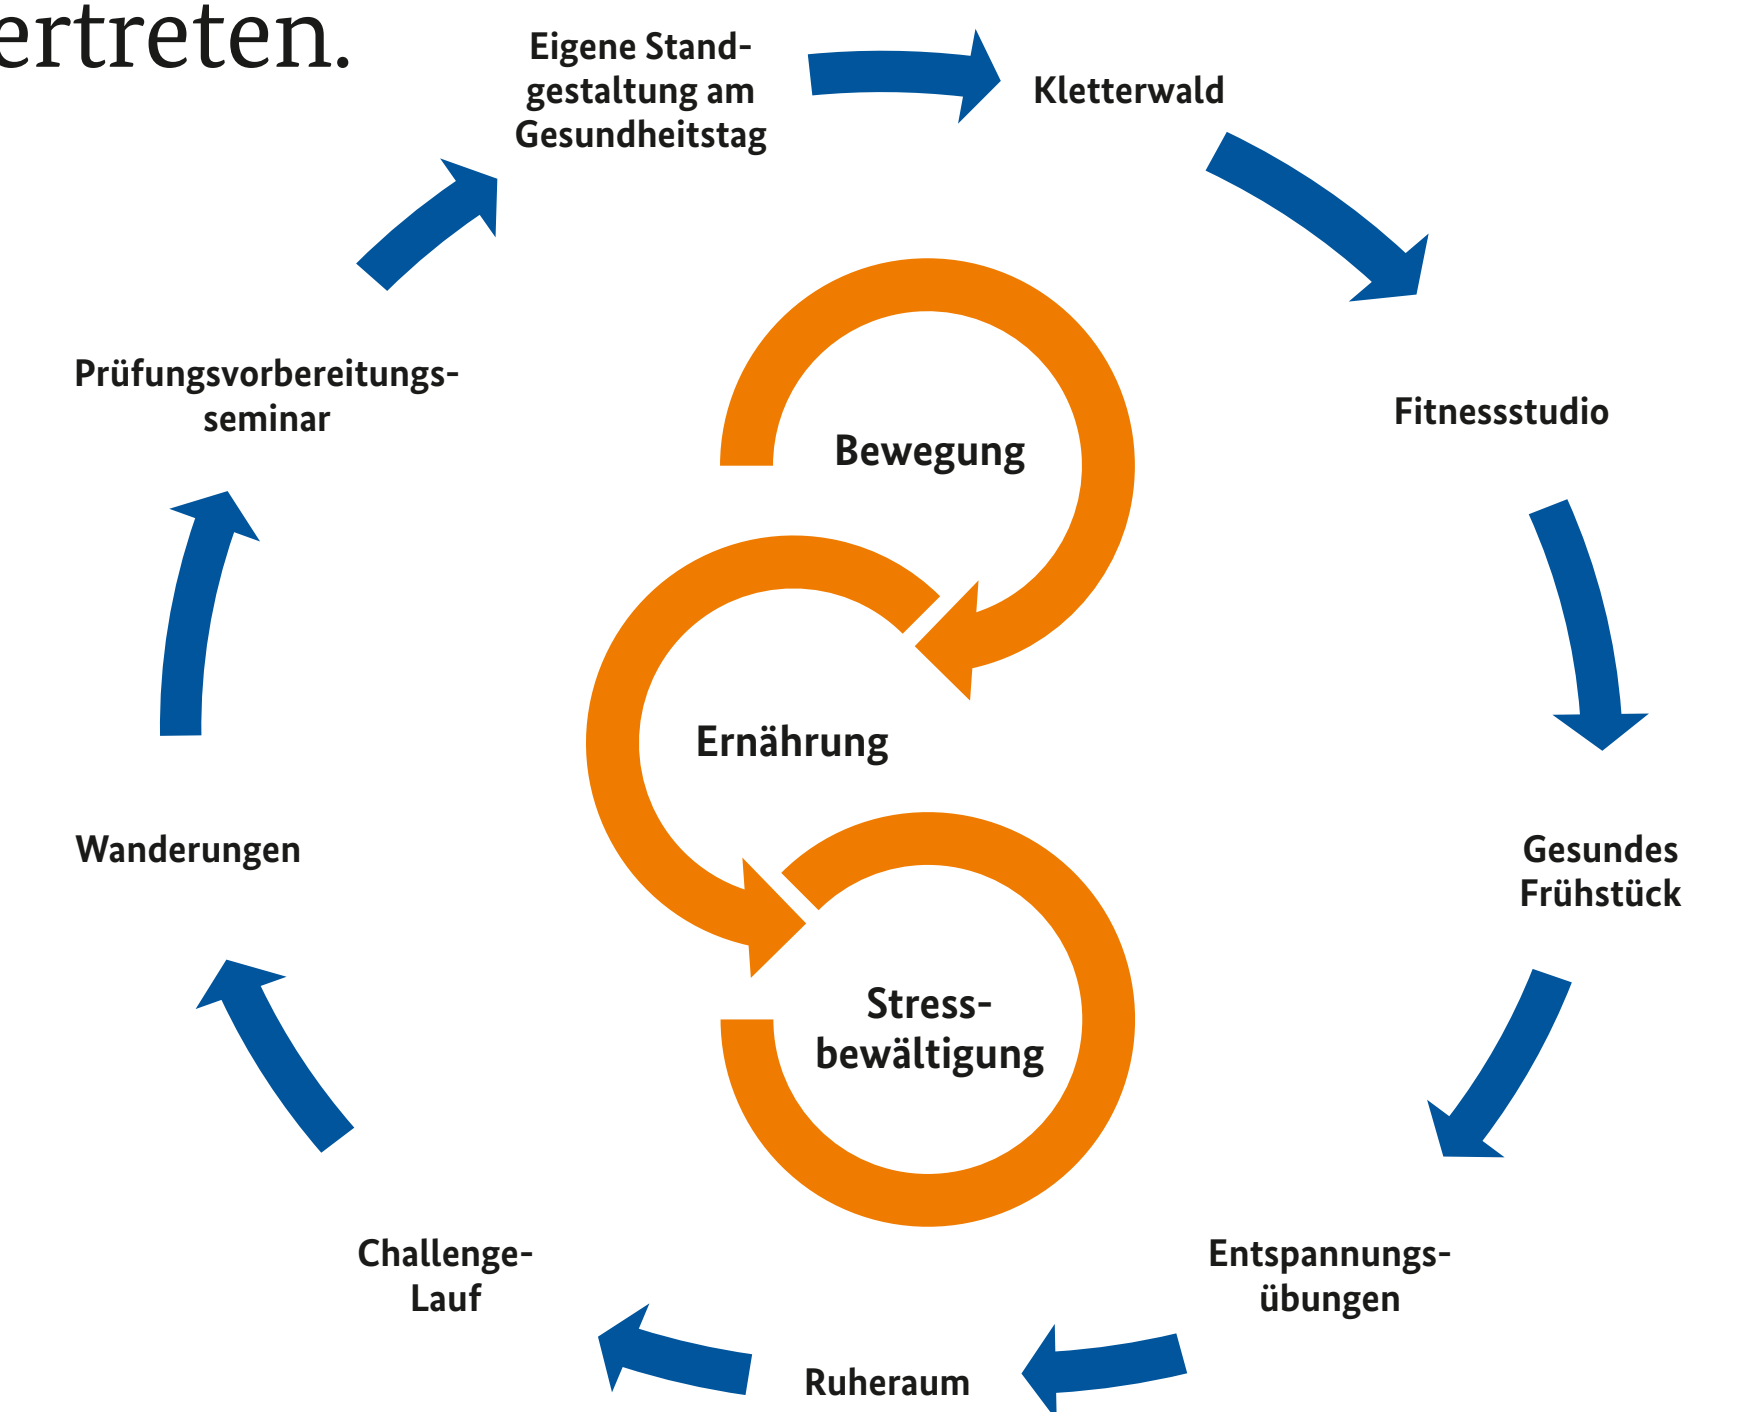 ertreten.
Eigene Stand-
gestaltung am
Gesundheitstag
Kletterwald
Fitnessstudio
Gesundes
Frühstück
Entspannungs-
übungen
Ruheraum
Challenge-
Lauf
Wanderungen
Prüfungsvorbereitungs-
seminar
Bewegung
Ernährung
Stress-
bewältigung